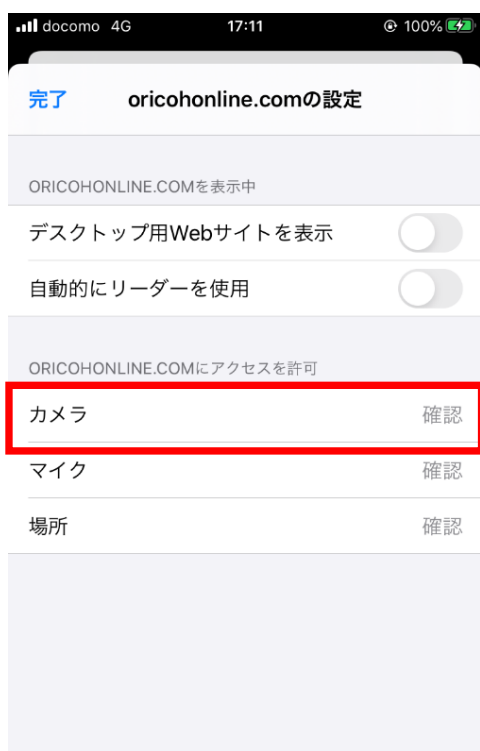 docomo 4G 17:11 100%
完了 oricohonline.comの設定
ORICOHONLINE.COMを表示中
デスクトップ用Webサイトを表示
自動的にリーダーを使用
ORICOHONLINE.COMにアクセスを許可
カメラ 確認
マイク 確認
場所 確認